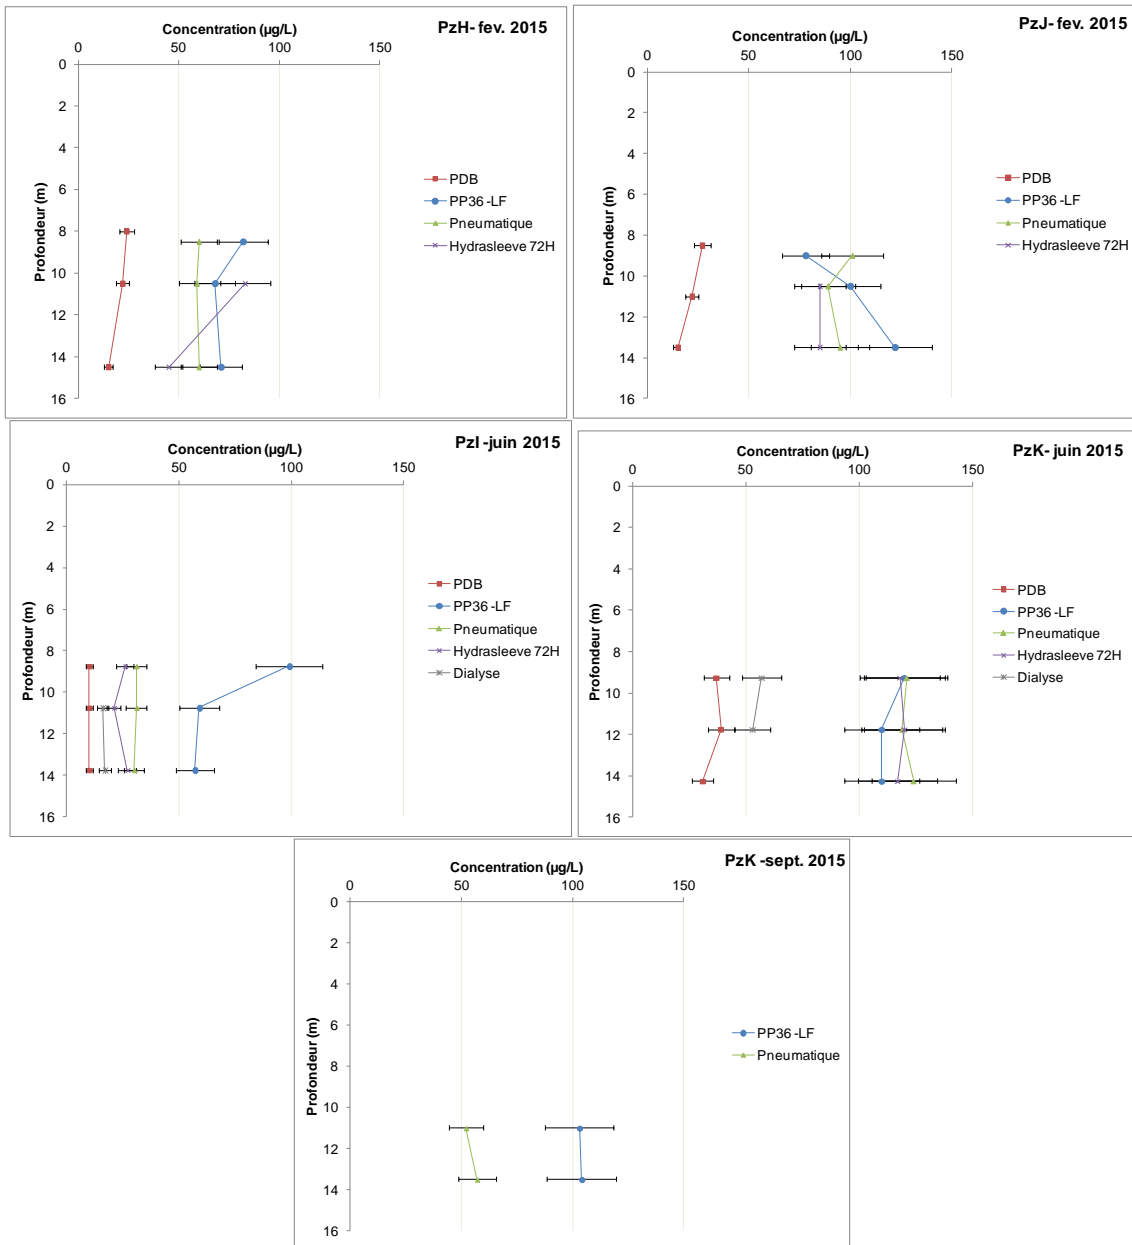 PzH- fev. 2015
Concentration (µg/L)
0 50 100 150
0
2
4
6
8
10
12
14
16
Profondeur (m)
PDB
PP36 -LF
Pneumatique
Hydrasleeve 72H
PzJ- fev. 2015
Concentration (µg/L)
0 50 100 150
0
2
4
6
8
10
12
14
16
Profondeur (m)
PDB
PP36 -LF
Pneumatique
Hydrasleeve 72H
PzI -juin 2015
Concentration (µg/L)
0 50 100 150
0
2
4
6
8
10
12
14
16
Profondeur (m)
PDB
PP36 -LF
Pneumatique
Hydrasleeve 72H
Dialyse
PzK- juin 2015
Concentration (µg/L)
0 50 100 150
0
2
4
6
8
10
12
14
16
Profondeur (m)
PDB
PP36 -LF
Pneumatique
Hydrasleeve 72H
Dialyse
PzK -sept. 2015
Concentration (µg/L)
0 50 100 150
0
2
4
6
8
10
12
14
16
Profondeur (m)
PP36 -LF
Pneumatique